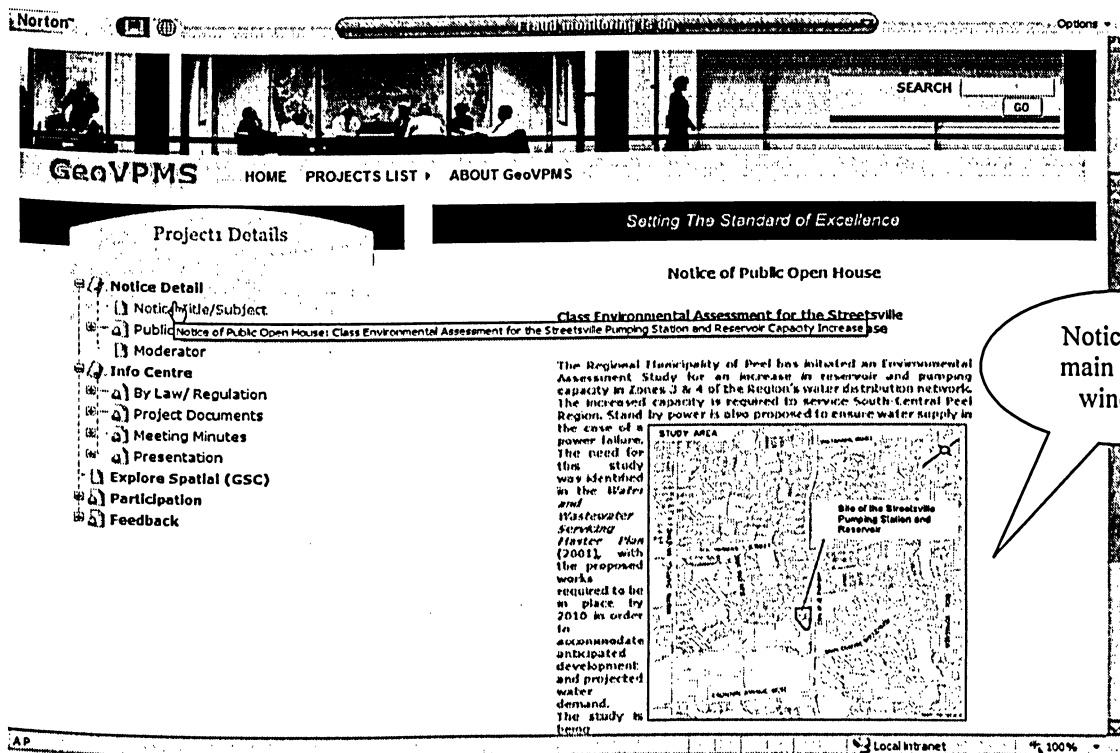 Norton
Fraud monitoring is on
Options
SEARCH
GO
GeoVPMS
HOME PROJECTS LIST ABOUT GeoVPMS
Project1 Details
Setting The Standard of Excellence
Notice Detail
Notice Title/Subject
Public
Notice of Public Open House: Class Environmental Assessment for the Streetsville Pumping Station and Reservoir Capacity Increase
Moderator
Info Centre
By Law/ Regulation
Project Documents
Meeting Minutes
Presentation
Explore Spatial (GSC)
Participation
Feedback
Notice of Public Open House
Class Environmental Assessment for the Streetsville
ase
The Regional Municipality of Peel has initiated an Environmental
Assessment Study for an increase in reservoir and pumping
capacity in Zones 3 & 4 of the Region's water distribution network.
The increased capacity is required to service South-Central Peel
Region. Stand by power is also proposed to ensure water supply in
the case of a
power failure.
The need for
this study
was identified
in the Water
and
Wastewater
Servicing
Master Plan
(2001), with
the proposed
works
required to be
in place by
2010 in order
to
accommodate
anticipated
development
and projected
water
demand.
The study is
being
STUDY AREA
Site of the Streetsville
Pumping Station and
Reservoir
Notic
main
wind
AP
Local intranet
100%